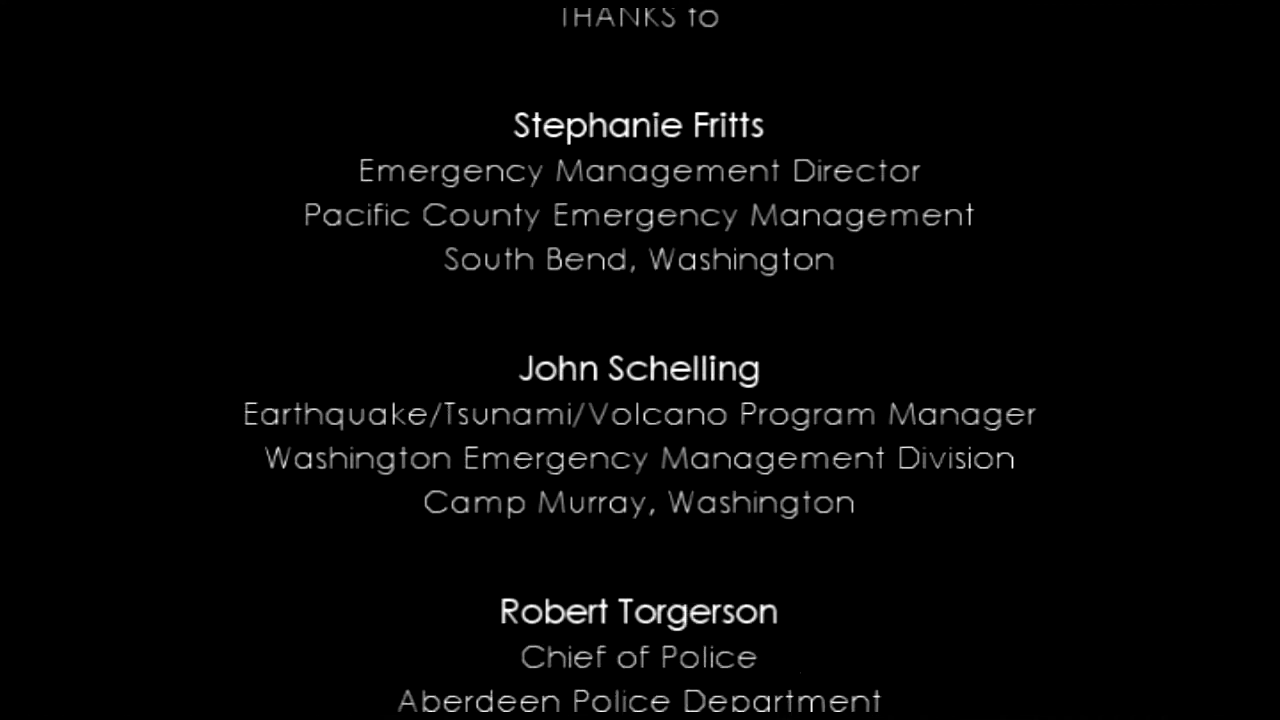 THANKS to
Stephanie Fritts
Emergency Management Director
Pacific County Emergency Management
South Bend, Washington
John Schelling
Earthquake/Tsunami/Volcano Program Manager
Washington Emergency Management Division
Camp Murray, Washington
Robert Torgerson
Chief of Police
Aberdeen Police Department